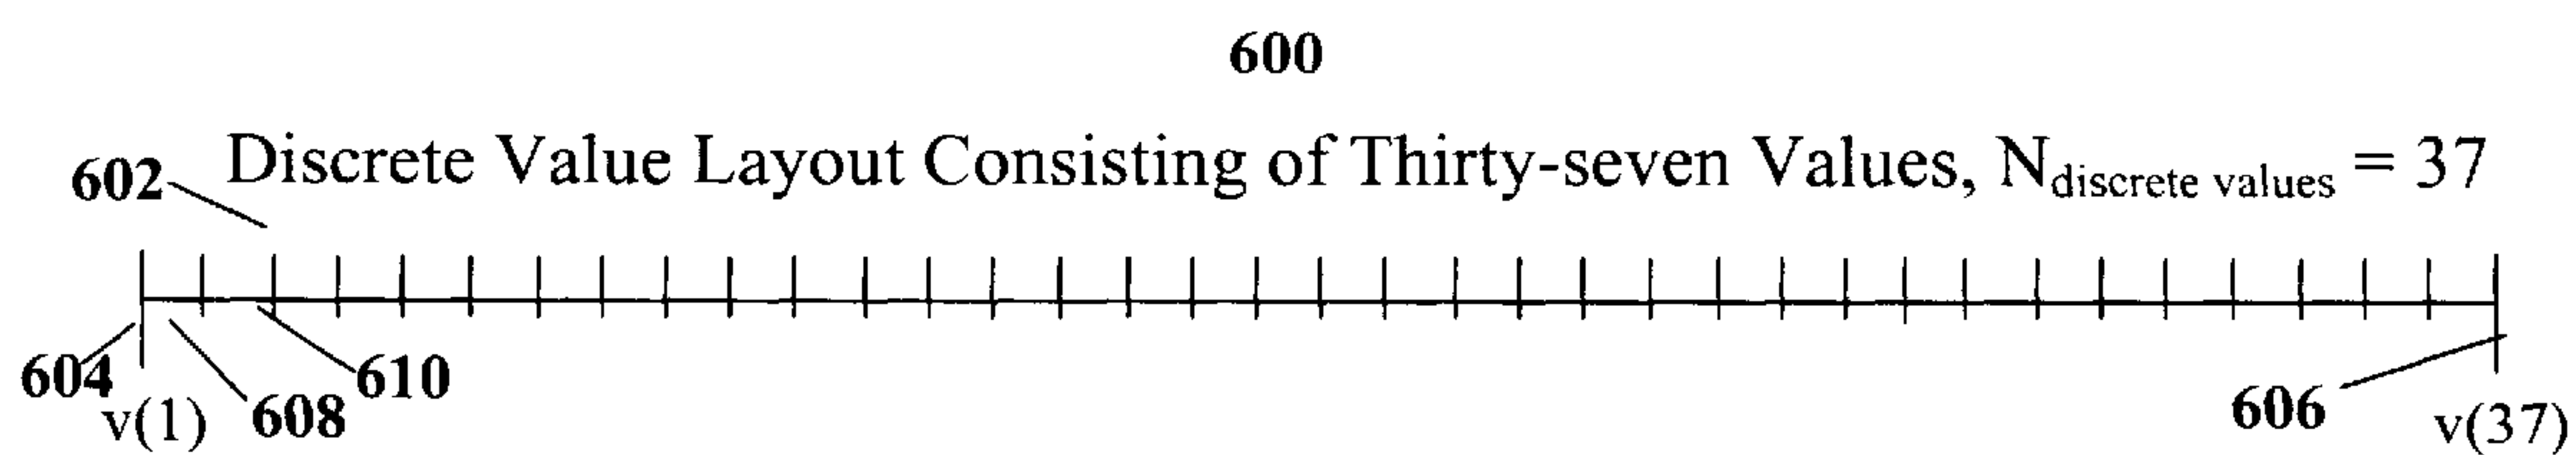 600
Discrete Value Layout Consisting of Thirty-seven Values, Ndiscrete values = 37
602
604
610
608
606
v(1)
v(37)